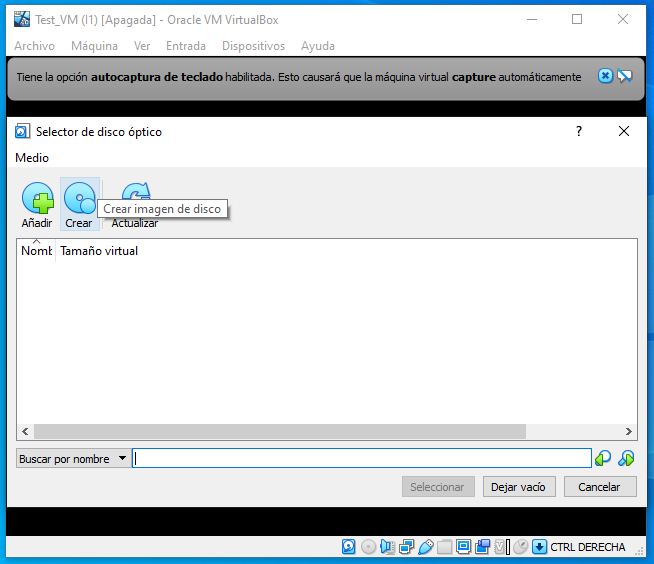 Test_VM (I1) [Apagada] - Oracle VM VirtualBox
Archivo Máquina Ver Entrada Dispositivos Ayuda
Tiene la opción autocaptura de teclado habilitada. Esto causará que la máquina virtual capture automáticamente
Selector de disco óptico
Medio
Añadir Crear Actualizar
Crear imagen de disco
Nomb Tamaño virtual
Buscar por nombre
Seleccionar Dejar vacío Cancelar
CTRL DERECHA